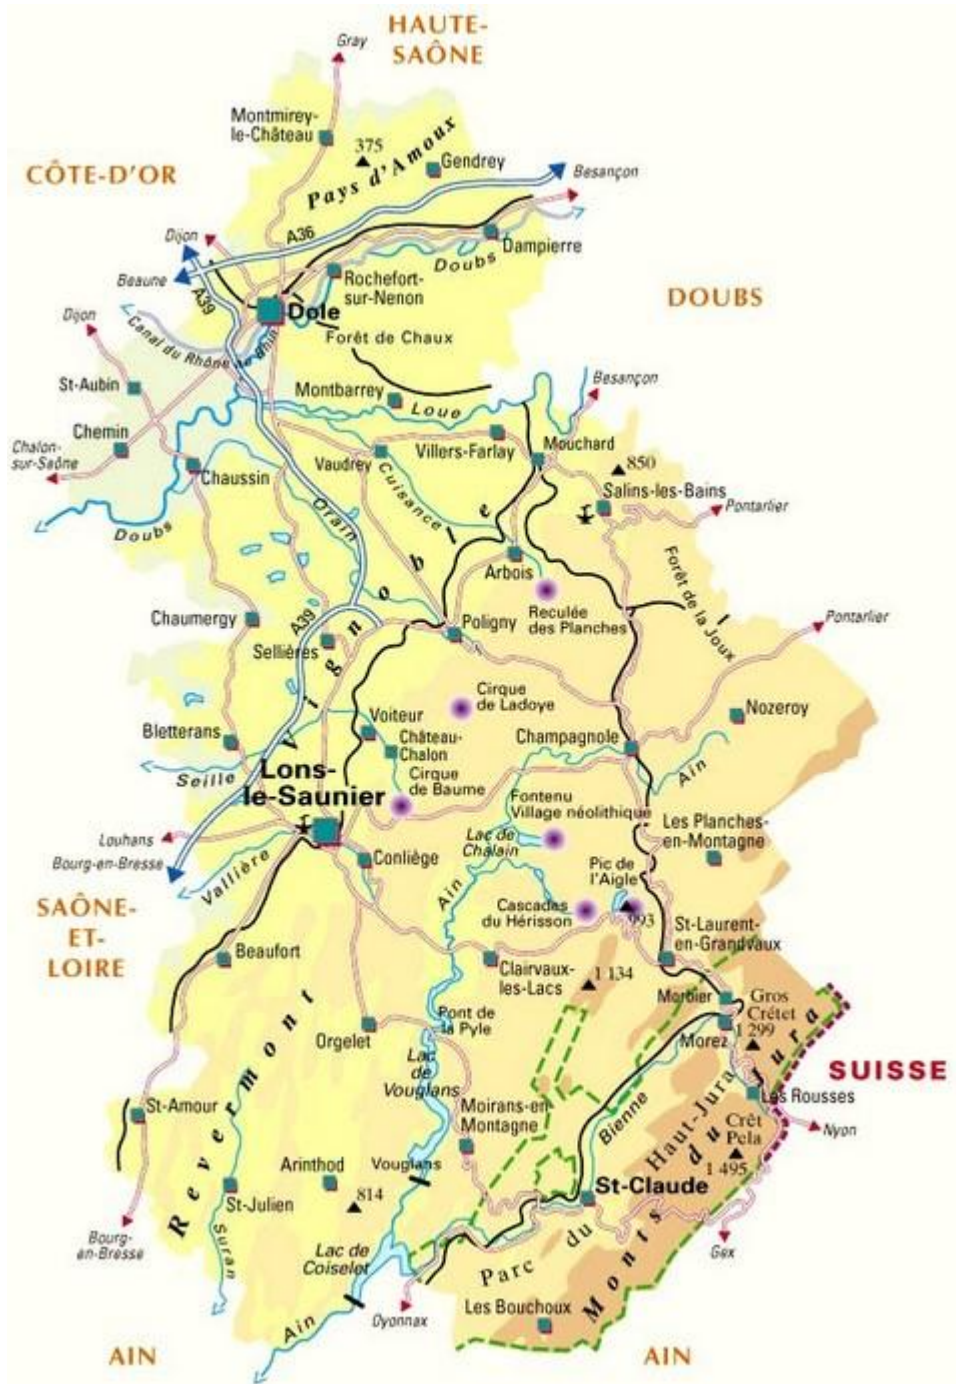 HAUTE-
SAÔNE
Gray
Montmirey-
le-Château
375
Pays d'Amoux
Gendrey
CÔTE-D'OR
Besançon
A36
Dijon
Dampierre
Doubs
Beaune
A39
Rochefort-
sur-Nenon
DOUBS
Dole
Dijon
Canal du Rhône au Rhin
Forêt de Chaux
St-Aubin
Montbarrey
Besançon
Loue
Chemin
Chalon-
sur-Saône
Villers-Farlay
Mouchard
Vaudrey
850
Chaussin
Cuisance
Salins-les-Bains
Pontarlier
Doubs
Orain
Arbois
Forêt de la Joux
Reculée
des Planches
Chaumergy
A39
Poligny
Pontarlier
Sellières
Vignoble
Cirque
de Ladoye
Nozeroy
Voiteur
Bletterans
Château-
Chalon
Champagnole
Seille
Lons-
le-Saunier
Cirque
de Baume
Ain
Fontenu
Village néolithique
Les Planches-
en-Montagne
Louhans
Lac de
Chalain
Bourg-en-Bresse
Conliège
Vallière
Pic de
l'Aigle
Ain
SAÔNE-
ET-
LOIRE
Cascades
du Hérisson
993
St-Laurent-
en-Grandvaux
Beaufort
Clairvaux-
les-Lacs
1 134
Morbier
Gros
Crétet
1 299
Pont de
la Pyle
Orgelet
Morez
Revermont
Lac
de
Vouglans
SUISSE
Les Rousses
St-Amour
Moirans-en
Montagne
Bienne
Crêt
Pela
1 495
Nyon
Arinthod
Vouglans
St-Claude
St-Julien
814
Parc du Haut-Jura
Monts du Jura
Bourg-
en-Bresse
Suran
Lac de
Coiselet
Gex
Les Bouchoux
Oyonnax
Ain
AIN
AIN